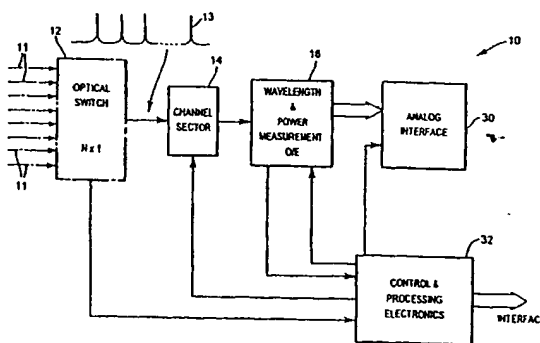 13
11
12
OPTICAL
SWITCH
N x 1
11
14
CHANNEL
SECTOR
16
WAVELENGTH
&
POWER
MEASUREMENT
O/E
10
ANALOG
INTERFACE
30
32
CONTROL &
PROCESSING
ELECTRONICS
INTERFAC